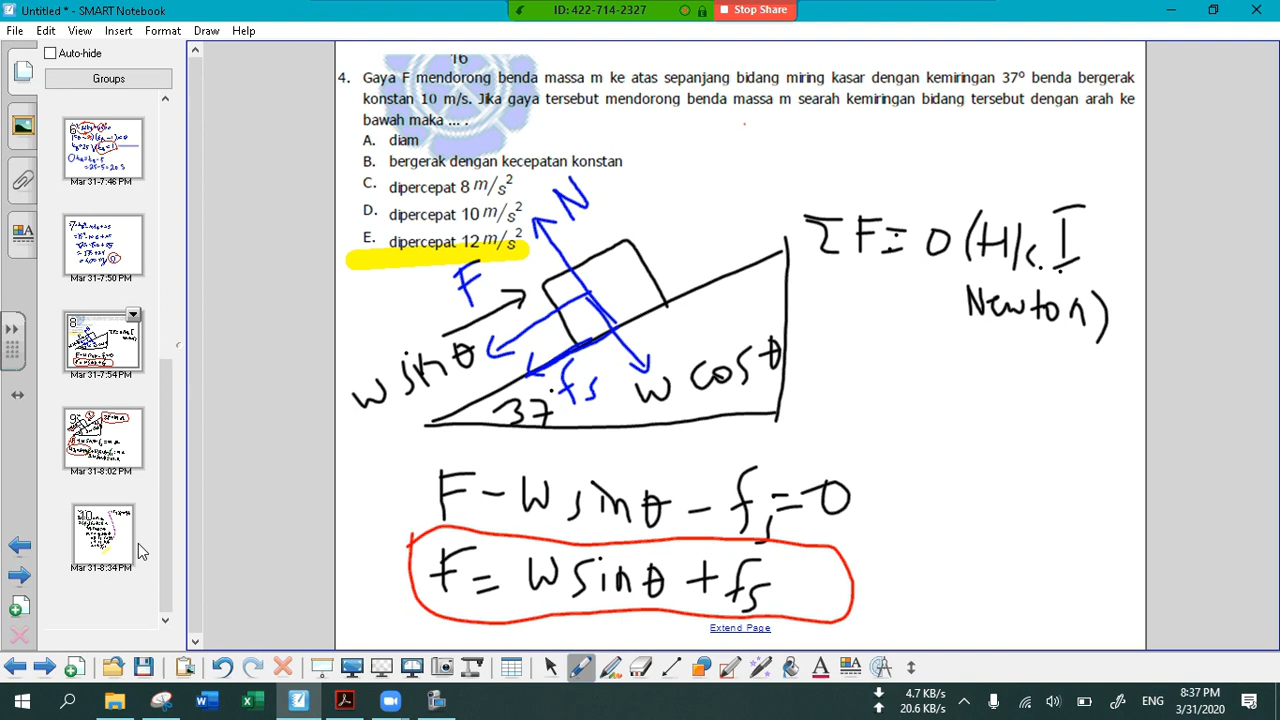 Untitled * - SMART Notebook
ID: 422-714-2327
Stop Share
File Edit View Insert Format Draw Help
Auto-hide
Groups
Mar 31-7:46 PM
Mar 31-7:50 PM
Mar 31-7:54 PM
Mar 31-8:02 PM
Mar 31-8:34 PM
16
4. Gaya F mendorong benda massa m ke atas sepanjang bidang miring kasar dengan kemiringan 37° benda bergerak
konstan 10 m/s. Jika gaya tersebut mendorong benda massa m searah kemiringan bidang tersebut dengan arah ke
bawah maka ... .
A. diam
B. bergerak dengan kecepatan konstan
C. dipercepat 8 m/s²
D. dipercepat 10 m/s²
E. dipercepat 12 m/s²
N
F
w sin θ
fs
w cos θ
37°
ΣF = 0 (Hk. I
Newton)
F - w sin θ - fs = 0
F = w sin θ + fs
Extend Page
4.7 KB/s
20.6 KB/s
ENG
8:37 PM
3/31/2020